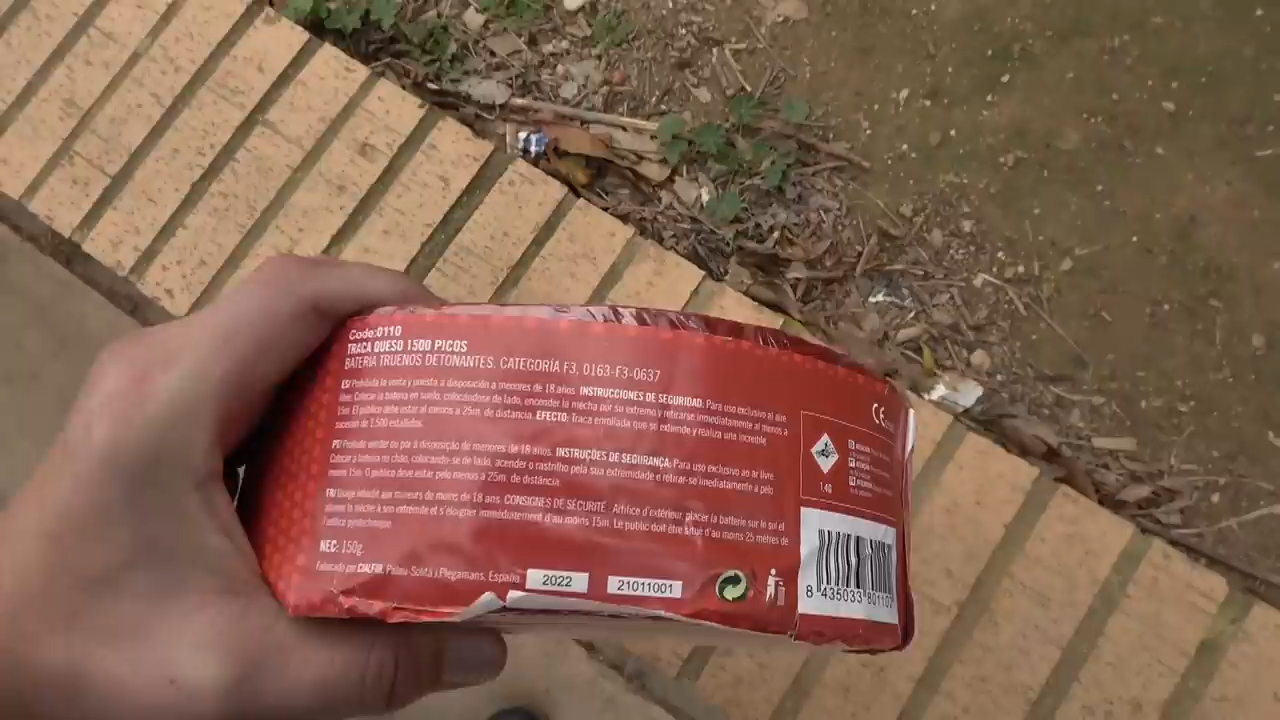 Code:0110
TRACA QUESO 1500 PICOS
BATERIA TRUENOS DETONANTES. CATEGORÍA F3, 0163-F3-0637
ES/ Prohibida la venta y puesta a disposición a menores de 18 años. INSTRUCCIONES DE SEGURIDAD: Para uso exclusivo al aire
libre. Colocar la bateria en suelo, colocándose de lado, encender la mecha por su extremo y retirarse inmediatamente al menos a
15m. El público debe estar al menos a 25m. de distancia. EFECTO: Traca enrollada que se extiende y realiza una increíble
sucesión de 1.500 estallidos.
PT/ Proibido vender ou por à disposição de menores de 18 anos. INSTRUÇÕES DE SEGURANÇA: Para uso exclusivo ao ar livre.
Colocar a bateria no chão, colocando-se de lado, acender o rastrilho pela sua extremidade e retirar-se imediatamente a pelo
menos 15m. O público deve estar pelo menos a 25m. de distância.
FR/ Usage interdit aux mineurs de moins de 18 ans. CONSIGNES DE SÉCURITÉ : Artifice d'extérieur, placer la batterie sur le sol et
allumer la mèche à son extrémité et s'éloigner immédiatement d'au moins 15m. Le public doit être situé d'au moins 25 mètres de
l'artifice pyrotechnique.
NEC: 150g.
Fabricado por CIALFIR, Palau-Solità i Plegamans, España
2022
21011001
CE
1.4G
8 435033 801103